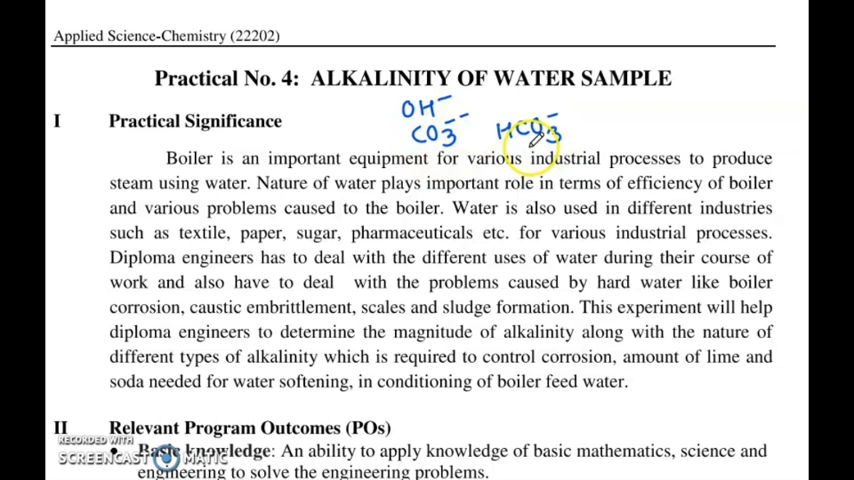 Applied Science-Chemistry (22202)
Practical No. 4: ALKALINITY OF WATER SAMPLE
OH⁻
I Practical Significance
CO3⁻⁻ HCO3⁻
Boiler is an important equipment for various industrial processes to produce
steam using water. Nature of water plays important role in terms of efficiency of boiler
and various problems caused to the boiler. Water is also used in different industries
such as textile, paper, sugar, pharmaceuticals etc. for various industrial processes.
Diploma engineers has to deal with the different uses of water during their course of
work and also have to deal with the problems caused by hard water like boiler
corrosion, caustic embrittlement, scales and sludge formation. This experiment will help
diploma engineers to determine the magnitude of alkalinity along with the nature of
different types of alkalinity which is required to control corrosion, amount of lime and
soda needed for water softening, in conditioning of boiler feed water.
II Relevant Program Outcomes (POs)
RECORDED WITH
SCREENCAST MATIC
• Basic knowledge: An ability to apply knowledge of basic mathematics, science and
engineering to solve the engineering problems.